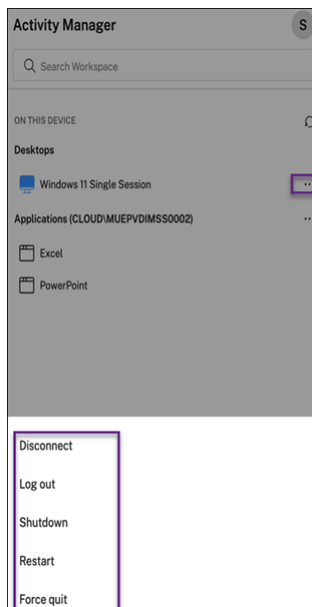 Activity Manager
S
Search Workspace
ON THIS DEVICE
Desktops
Windows 11 Single Session
Applications (CLOUD\MUEPVDIMSS0002)
Excel
PowerPoint
Disconnect
Log out
Shutdown
Restart
Force quit